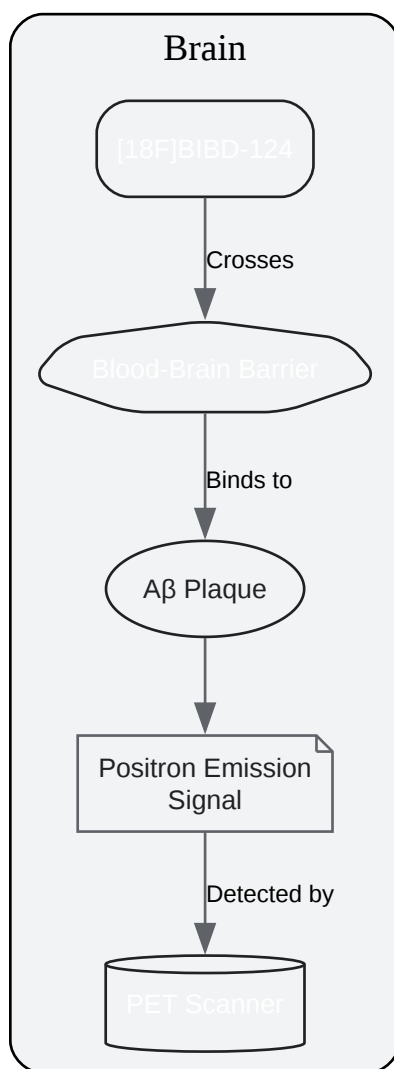 Brain
[18F]BIBD-124
Crosses
Blood-Brain Barrier
Binds to
Aβ Plaque
Positron Emission
Signal
Detected by
PET Scanner